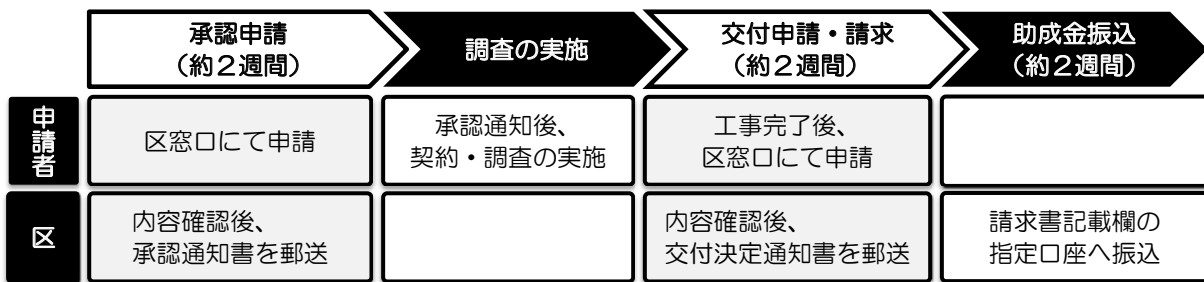 承認申請
(約2週間)
調査の実施
交付申請・請求
(約2週間)
助成金振込
(約2週間)
申請者
区窓口にて申請
承認通知後、
契約・調査の実施
工事完了後、
区窓口にて申請
区
内容確認後、
承認通知書を郵送
内容確認後、
交付決定通知書を郵送
請求書記載欄の
指定口座へ振込